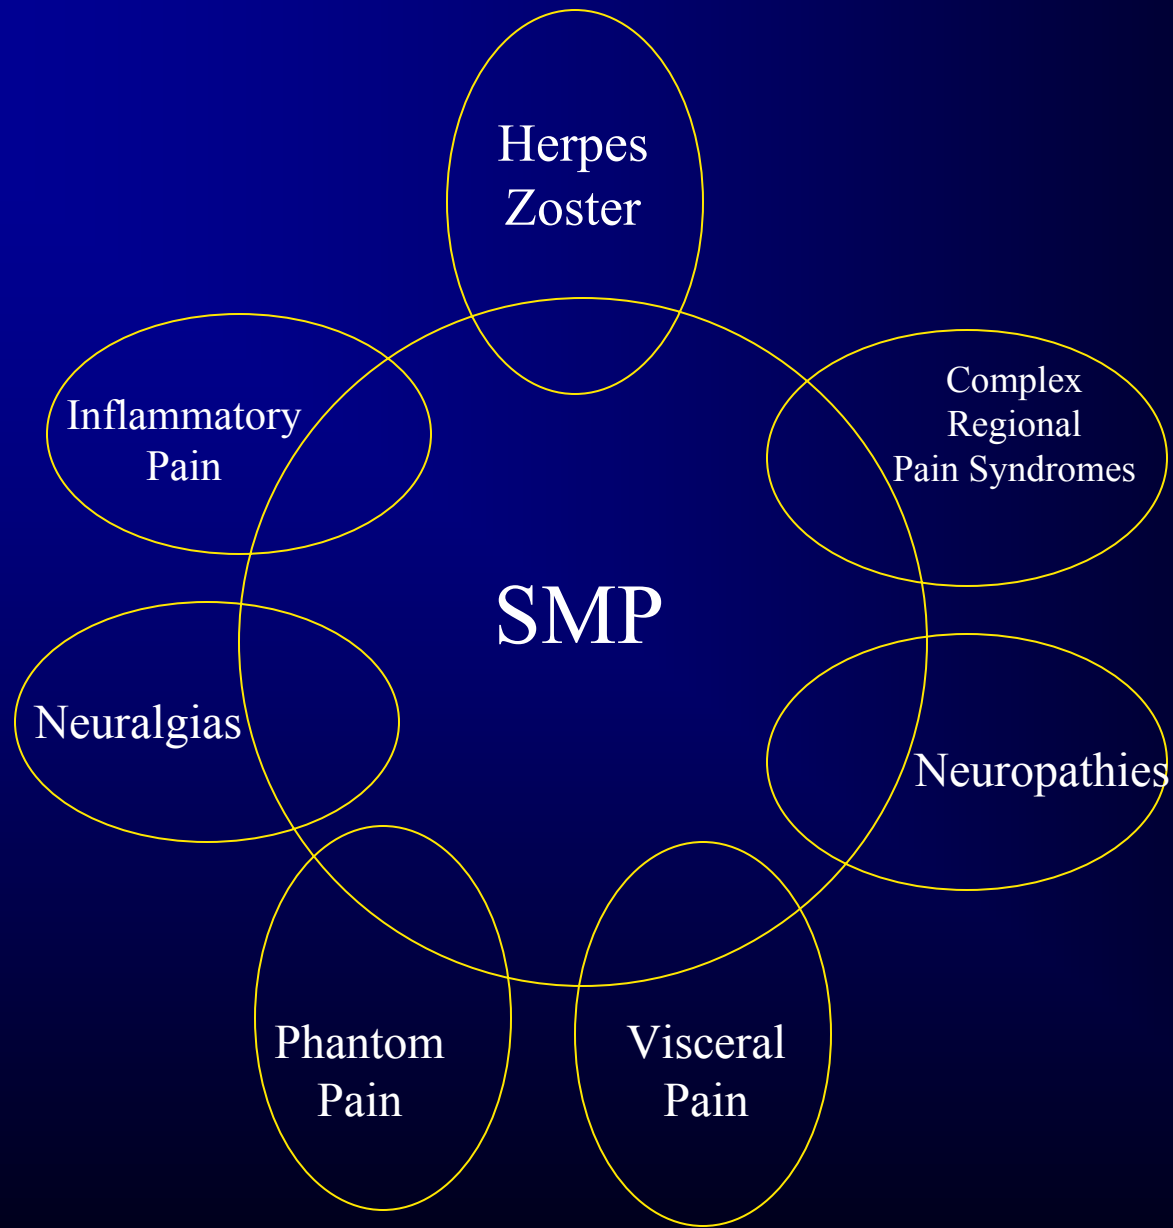 Herpes
Zoster
Complex
Regional
Pain Syndromes
Inflammatory
Pain
SMP
Neuralgias
Neuropathies
Phantom
Pain
Visceral
Pain